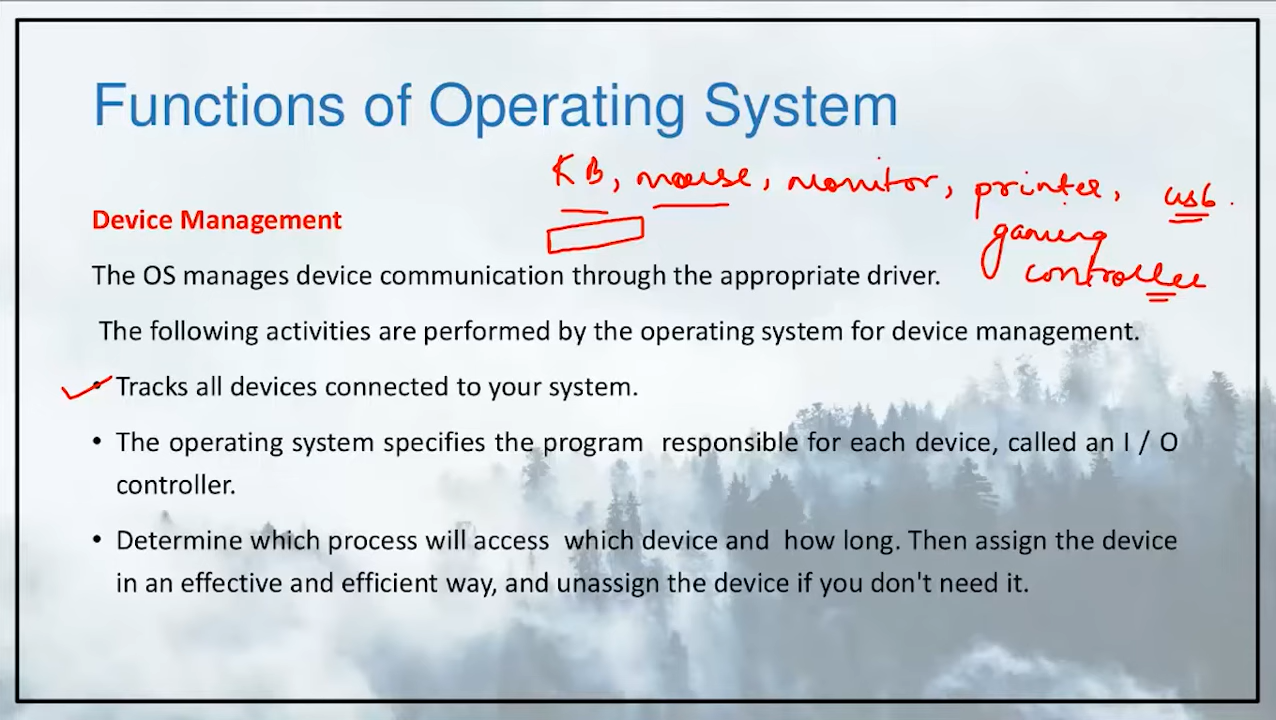 Functions of Operating System
KB, mouse, monitor, printer, usb.
gaming
controller
Device Management
The OS manages device communication through the appropriate driver.
The following activities are performed by the operating system for device management.
• Tracks all devices connected to your system.
• The operating system specifies the program responsible for each device, called an I / O
controller.
• Determine which process will access which device and how long. Then assign the device
in an effective and efficient way, and unassign the device if you don't need it.